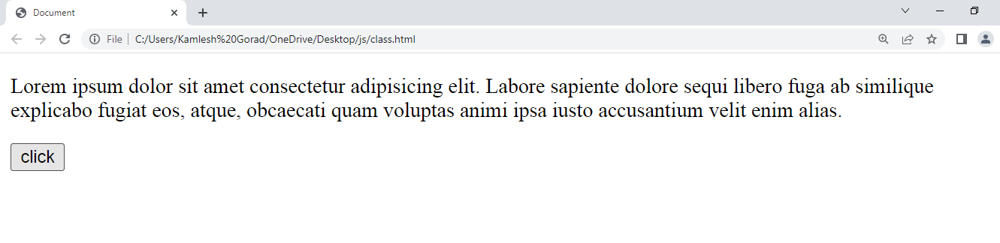 Document
File C:/Users/Kamlesh%20Gorad/OneDrive/Desktop/js/class.html
Lorem ipsum dolor sit amet consectetur adipisicing elit. Labore sapiente dolore sequi libero fuga ab similique
explicabo fugiat eos, atque, obcaecati quam voluptas animi ipsa iusto accusantium velit enim alias.
click